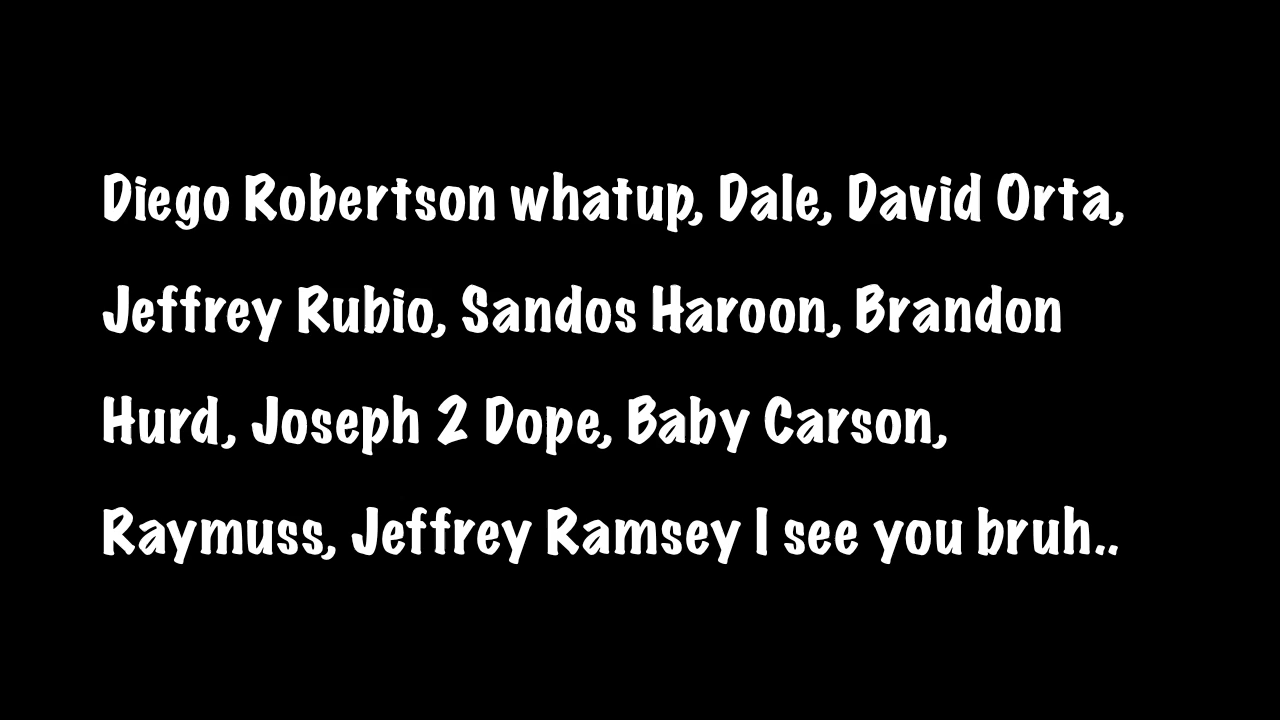 Diego Robertson whatup, Dale, David Orta,
Jeffrey Rubio, Sandos Haroon, Brandon
Hurd, Joseph 2 Dope, Baby Carson,
Raymuss, Jeffrey Ramsey I see you bruh..